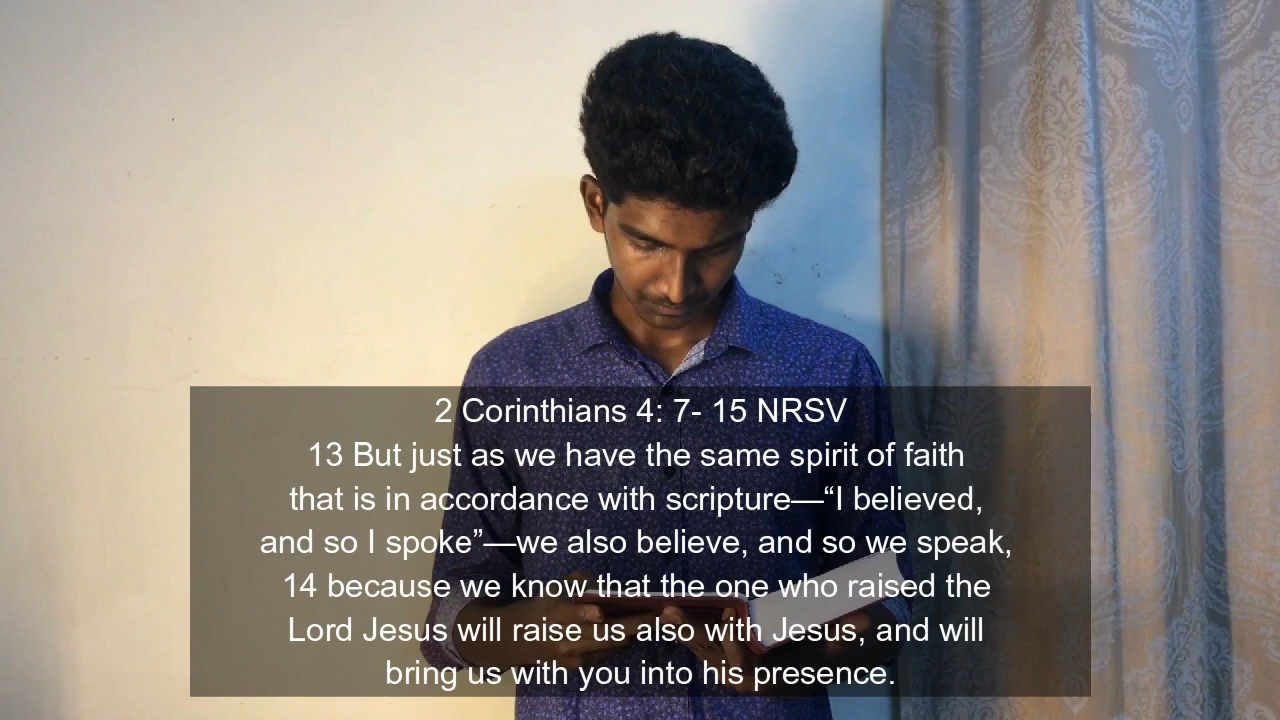 2 Corinthians 4: 7- 15 NRSV
13 But just as we have the same spirit of faith
that is in accordance with scripture—“I believed,
and so I spoke”—we also believe, and so we speak,
14 because we know that the one who raised the
Lord Jesus will raise us also with Jesus, and will
bring us with you into his presence.